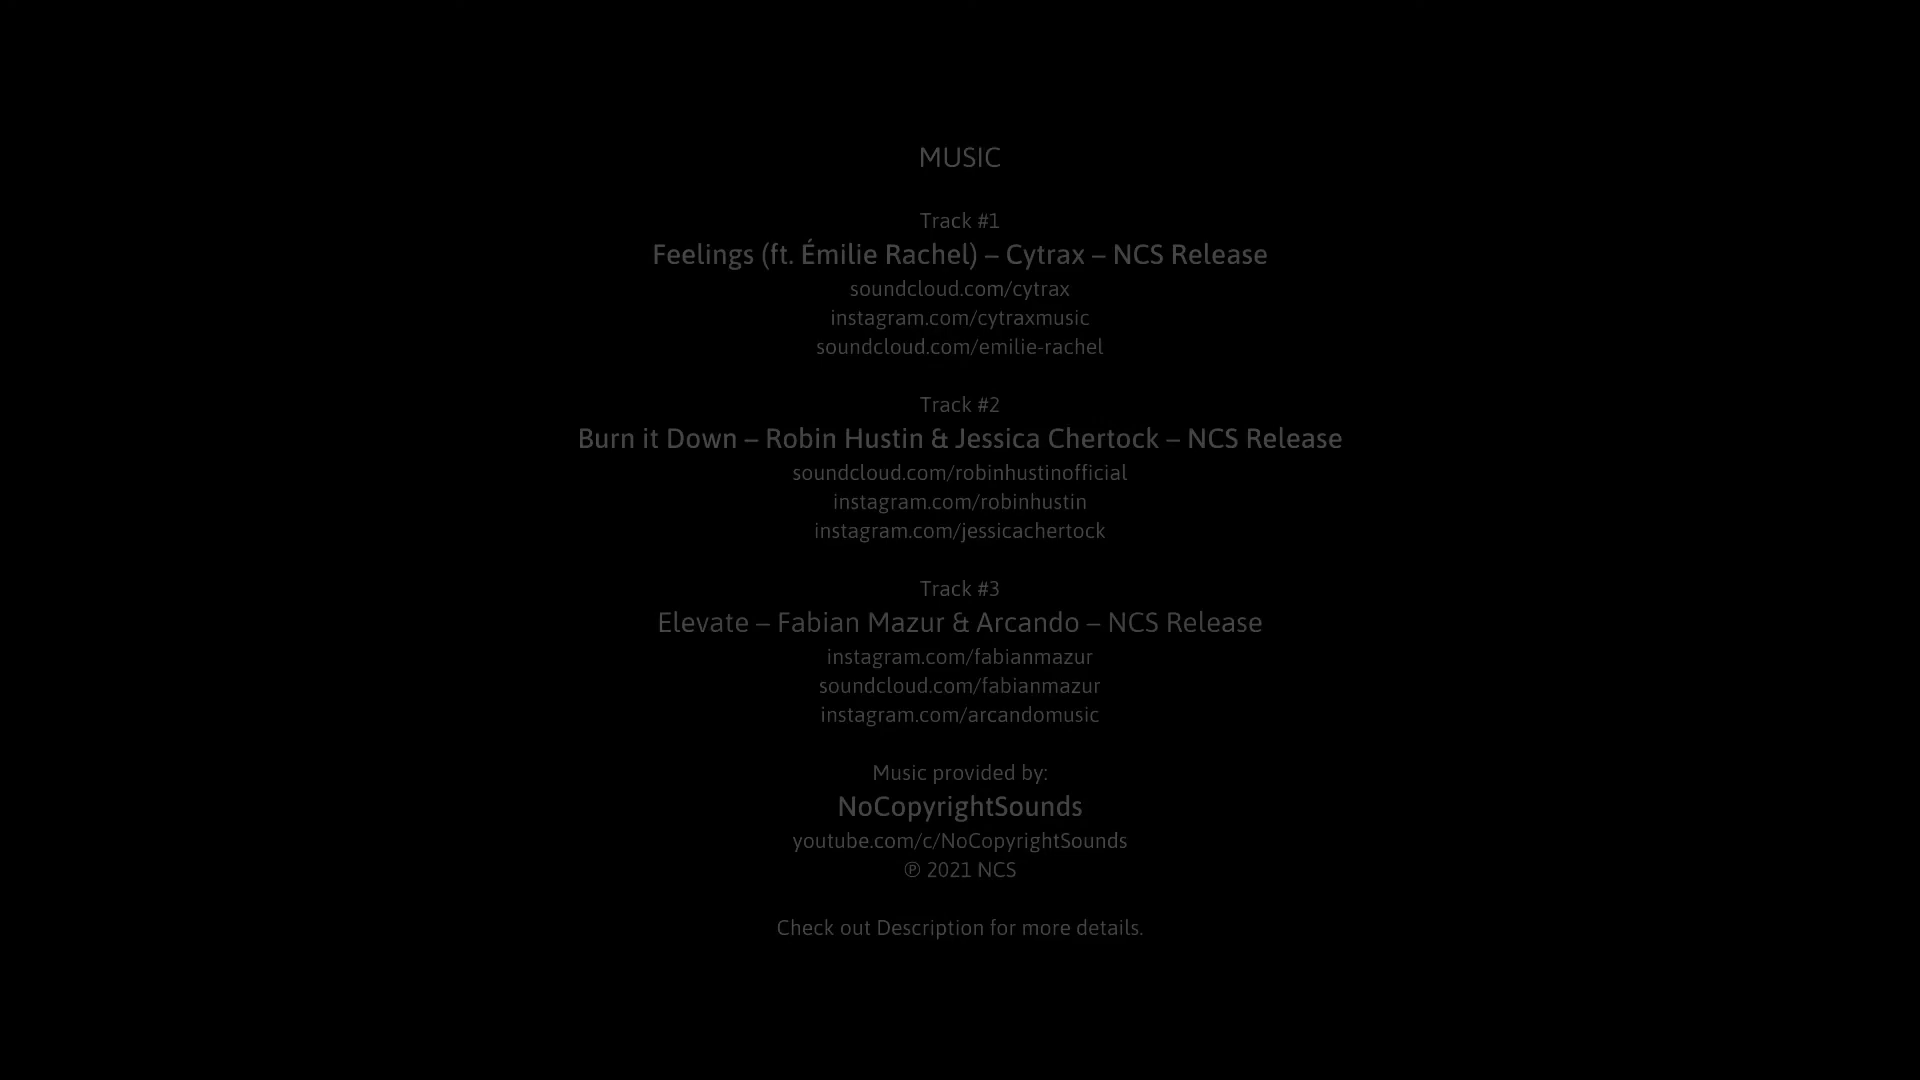 MUSIC
Track #1
Feelings (ft. Émilie Rachel) – Cytrax – NCS Release
soundcloud.com/cytrax
instagram.com/cytraxmusic
soundcloud.com/emilie-rachel
Track #2
Burn it Down – Robin Hustin & Jessica Chertock – NCS Release
soundcloud.com/robinhustinofficial
instagram.com/robinhustin
instagram.com/jessicachertock
Track #3
Elevate – Fabian Mazur & Arcando – NCS Release
instagram.com/fabianmazur
soundcloud.com/fabianmazur
instagram.com/arcandomusic
Music provided by:
NoCopyrightSounds
youtube.com/c/NoCopyrightSounds
℗ 2021 NCS
Check out Description for more details.